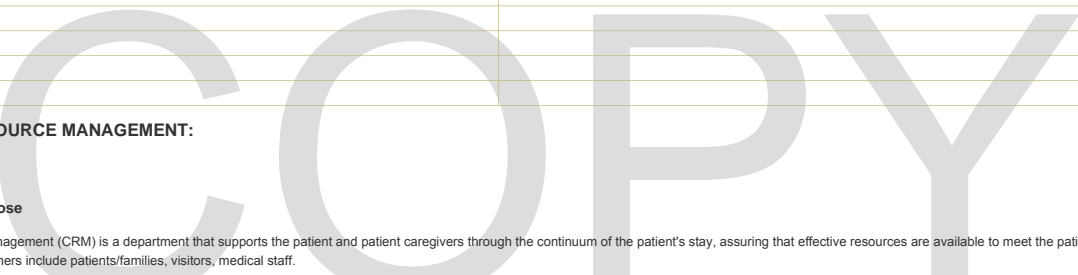 COPY
OURCE MANAGEMENT:
ose
nagement (CRM) is a department that supports the patient and patient caregivers through the continuum of the patient's stay, assuring that effective resources are available to meet the pati
ners include patients/families, visitors, medical staff.